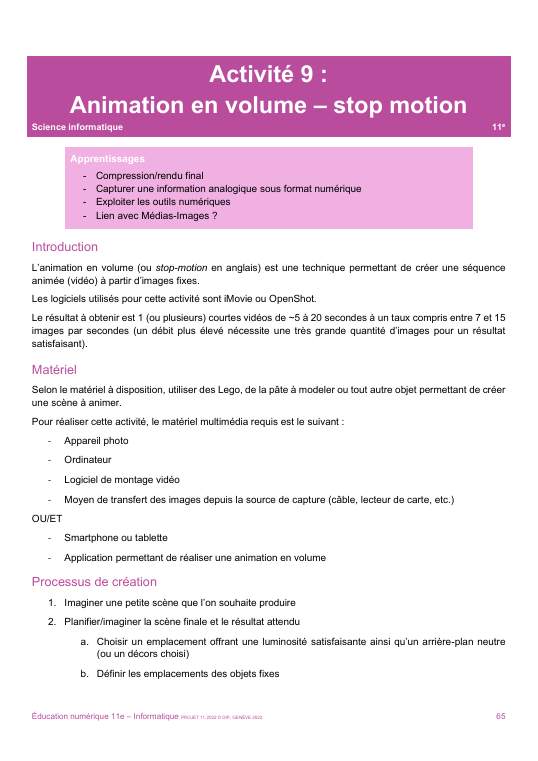 Activité 9 :
Animation en volume – stop motion
Science informatique 11e
Apprentissages
- Compression/rendu final
- Capturer une information analogique sous format numérique
- Exploiter les outils numériques
- Lien avec Médias-Images ?
Introduction
L'animation en volume (ou stop-motion en anglais) est une technique permettant de créer une séquence
animée (vidéo) à partir d'images fixes.
Les logiciels utilisés pour cette activité sont iMovie ou OpenShot.
Le résultat à obtenir est 1 (ou plusieurs) courtes vidéos de ~5 à 20 secondes à un taux compris entre 7 et 15
images par secondes (un débit plus élevé nécessite une très grande quantité d'images pour un résultat
satisfaisant).
Matériel
Selon le matériel à disposition, utiliser des Lego, de la pâte à modeler ou tout autre objet permettant de créer
une scène à animer.
Pour réaliser cette activité, le matériel multimédia requis est le suivant :
- Appareil photo
- Ordinateur
- Logiciel de montage vidéo
- Moyen de transfert des images depuis la source de capture (câble, lecteur de carte, etc.)
OU/ET
- Smartphone ou tablette
- Application permettant de réaliser une animation en volume
Processus de création
1. Imaginer une petite scène que l'on souhaite produire
2. Planifier/imaginer la scène finale et le résultat attendu
a. Choisir un emplacement offrant une luminosité satisfaisante ainsi qu'un arrière-plan neutre
(ou un décors choisi)
b. Définir les emplacements des objets fixes
Éducation numérique 11e – Informatique PROJET 11.2022 © DIP, GENÈVE 2022 65